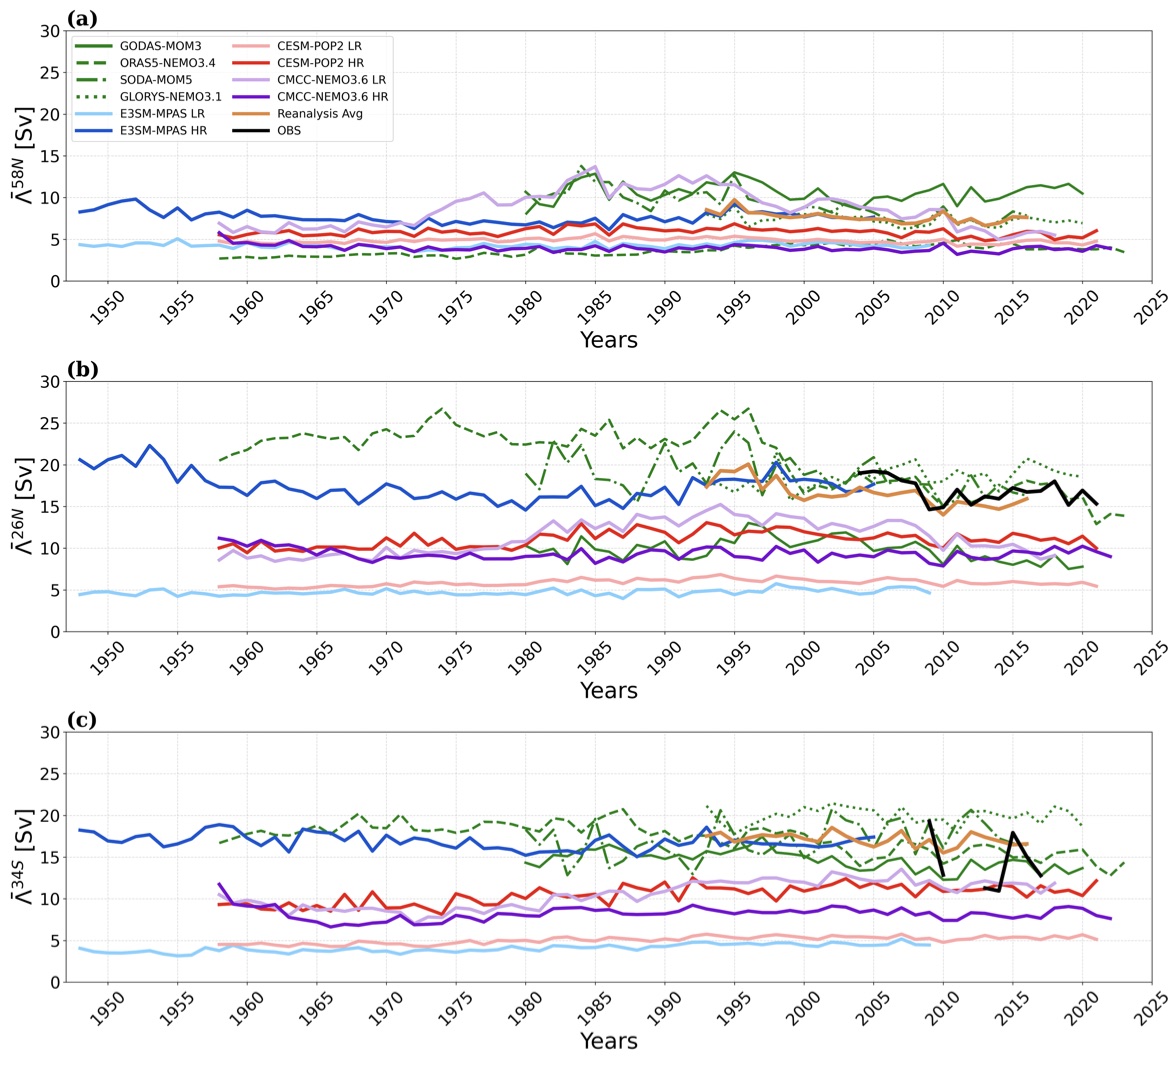 (a)
30
25
20
15
10
5
0
Λ̄⁵⁸ᴺ [Sv]
GODAS-MOM3
ORAS5-NEMO3.4
SODA-MOM5
GLORYS-NEMO3.1
E3SM-MPAS LR
E3SM-MPAS HR
CESM-POP2 LR
CESM-POP2 HR
CMCC-NEMO3.6 LR
CMCC-NEMO3.6 HR
Reanalysis Avg
OBS
1950 1955 1960 1965 1970 1975 1980 1985 1990 1995 2000 2005 2010 2015 2020 2025
Years
(b)
30
25
20
15
10
5
0
Λ̄²⁶ᴺ [Sv]
1950 1955 1960 1965 1970 1975 1980 1985 1990 1995 2000 2005 2010 2015 2020 2025
Years
(c)
30
25
20
15
10
5
0
Λ̄³⁴ˢ [Sv]
1950 1955 1960 1965 1970 1975 1980 1985 1990 1995 2000 2005 2010 2015 2020 2025
Years